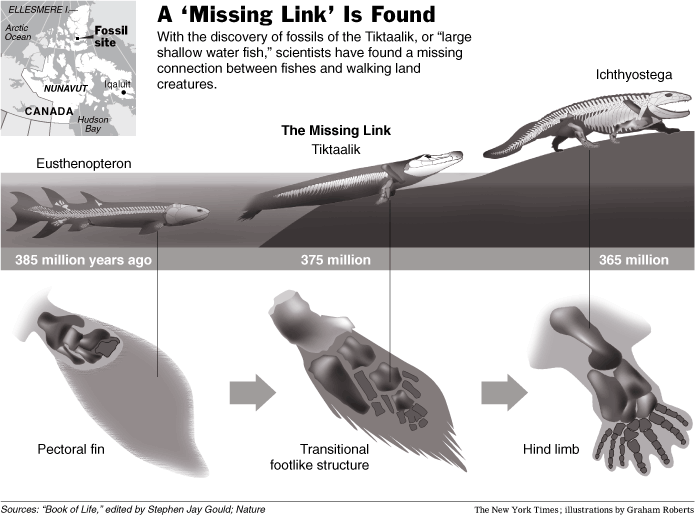 ELLESMERE I.
Arctic
Ocean
Fossil
site
NUNAVUT
Iqaluit
CANADA
Hudson
Bay
A ‘Missing Link’ Is Found
With the discovery of fossils of the Tiktaalik, or “large
shallow water fish,” scientists have found a missing
connection between fishes and walking land
creatures.
Ichthyostega
The Missing Link
Tiktaalik
Eusthenopteron
385 million years ago
375 million
365 million
Pectoral fin
Transitional
footlike structure
Hind limb
Sources: “Book of Life,” edited by Stephen Jay Gould; Nature
The New York Times; illustrations by Graham Roberts